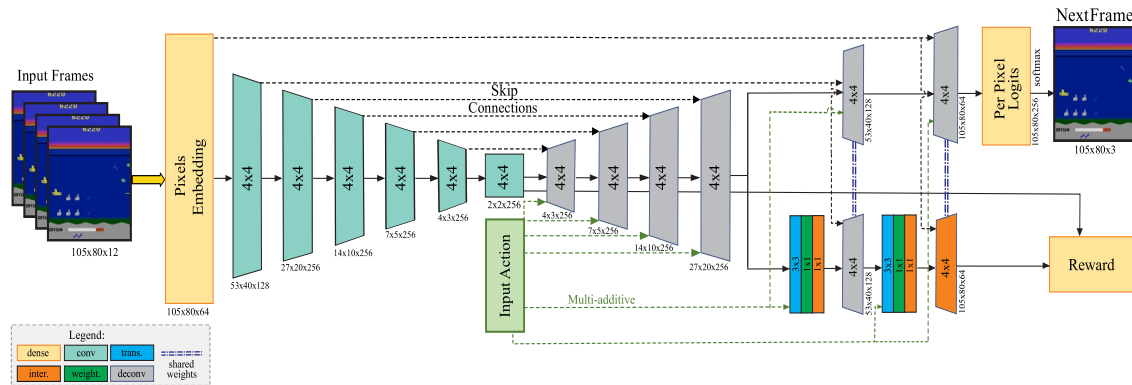 NextFrame
Input Frames
6220
105x80x12
Pixels
Embedding
105x80x64
4x4
53x40x128
4x4
27x20x256
4x4
14x10x256
4x4
7x5x256
4x4
4x3x256
4x4
2x2x256
Skip
Connections
4x4
4x3x256
4x4
7x5x256
4x4
14x10x256
4x4
27x20x256
Input Action
Multi-additive
4x4
53x40x128
4x4
105x80x64
Per Pixel
Logits
105x80x256
softmax
105x80x3
3x3
1x1
1x1
4x4
53x40x128
3x3
1x1
1x1
4x4
105x80x64
Reward
Legend:
dense
conv
trans.
inter.
weight.
deconv
shared
weights